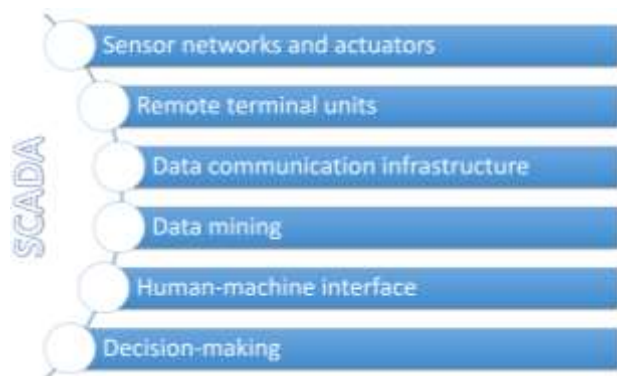 SCADA
Sensor networks and actuators
Remote terminal units
Data communication infrastructure
Data mining
Human-machine interface
Decision-making